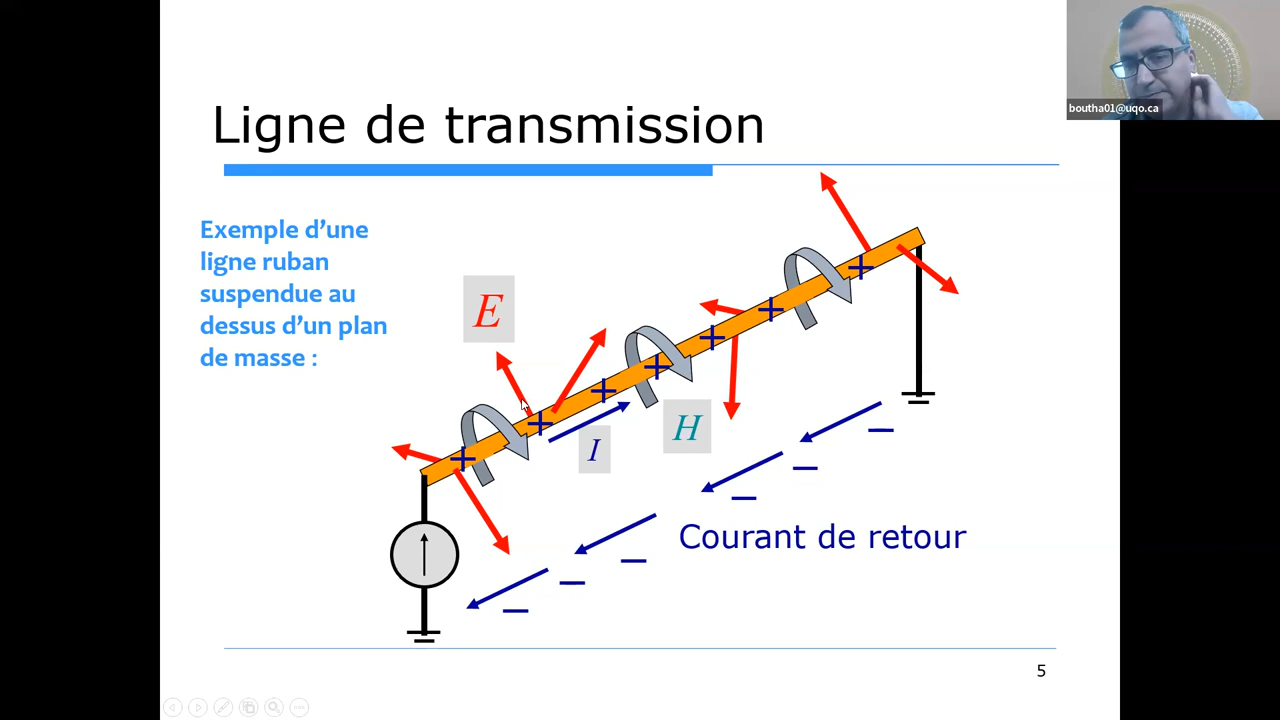 boutha01@uqo.ca
Ligne de transmission
Exemple d’une
ligne ruban
suspendue au
dessus d’un plan
de masse :
E
H
I
Courant de retour
5